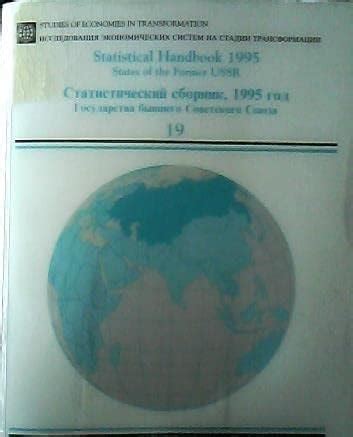 STUDIES OF ECONOMIES IN TRANSFORMATION
ИССЛЕДОВАНИЯ ЭКОНОМИЧЕСКИХ СИСТЕМ НА СТАДИИ ТРАНСФОРМАЦИИ
Statistical Handbook 1995
States of the Former USSR
Статистический сборник, 1995 год
Государства бывшего Советского Союза
19